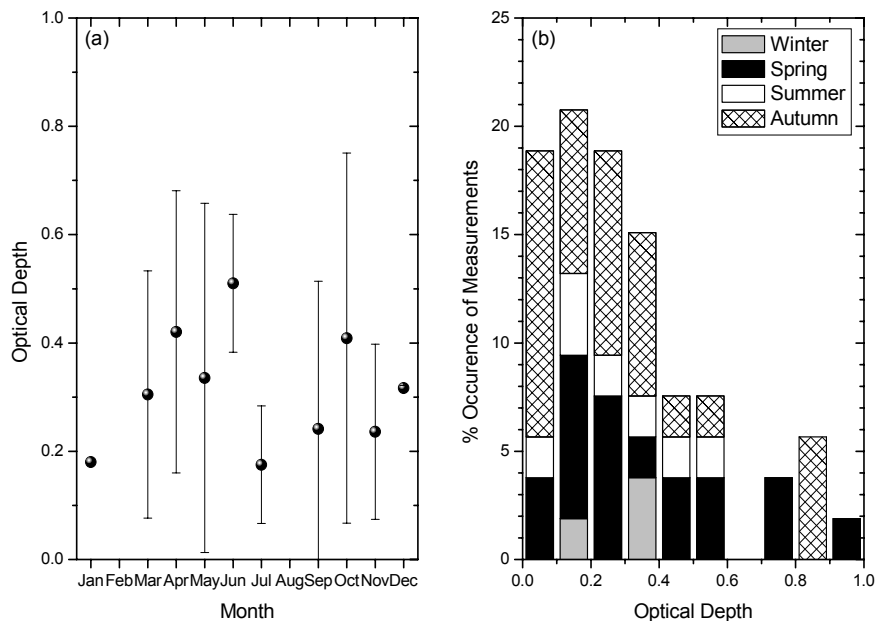 (a)
1.0
0.8
0.6
0.4
0.2
0.0
Optical Depth
Jan Feb Mar Apr May Jun Jul Aug Sep Oct Nov Dec
Month
(b)
Winter
Spring
Summer
Autumn
25
20
15
10
5
0
% Occurence of Measurements
0.0 0.2 0.4 0.6 0.8 1.0
Optical Depth